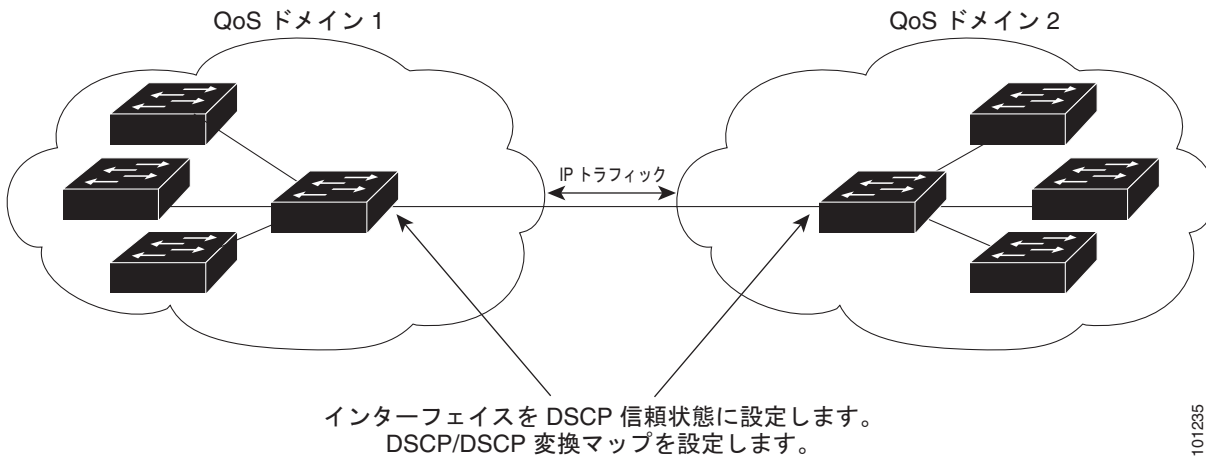 QoS ドメイン 1
QoS ドメイン 2
IP トラフィック
インターフェイスを DSCP 信頼状態に設定します。
DSCP/DSCP 変換マップを設定します。
101235